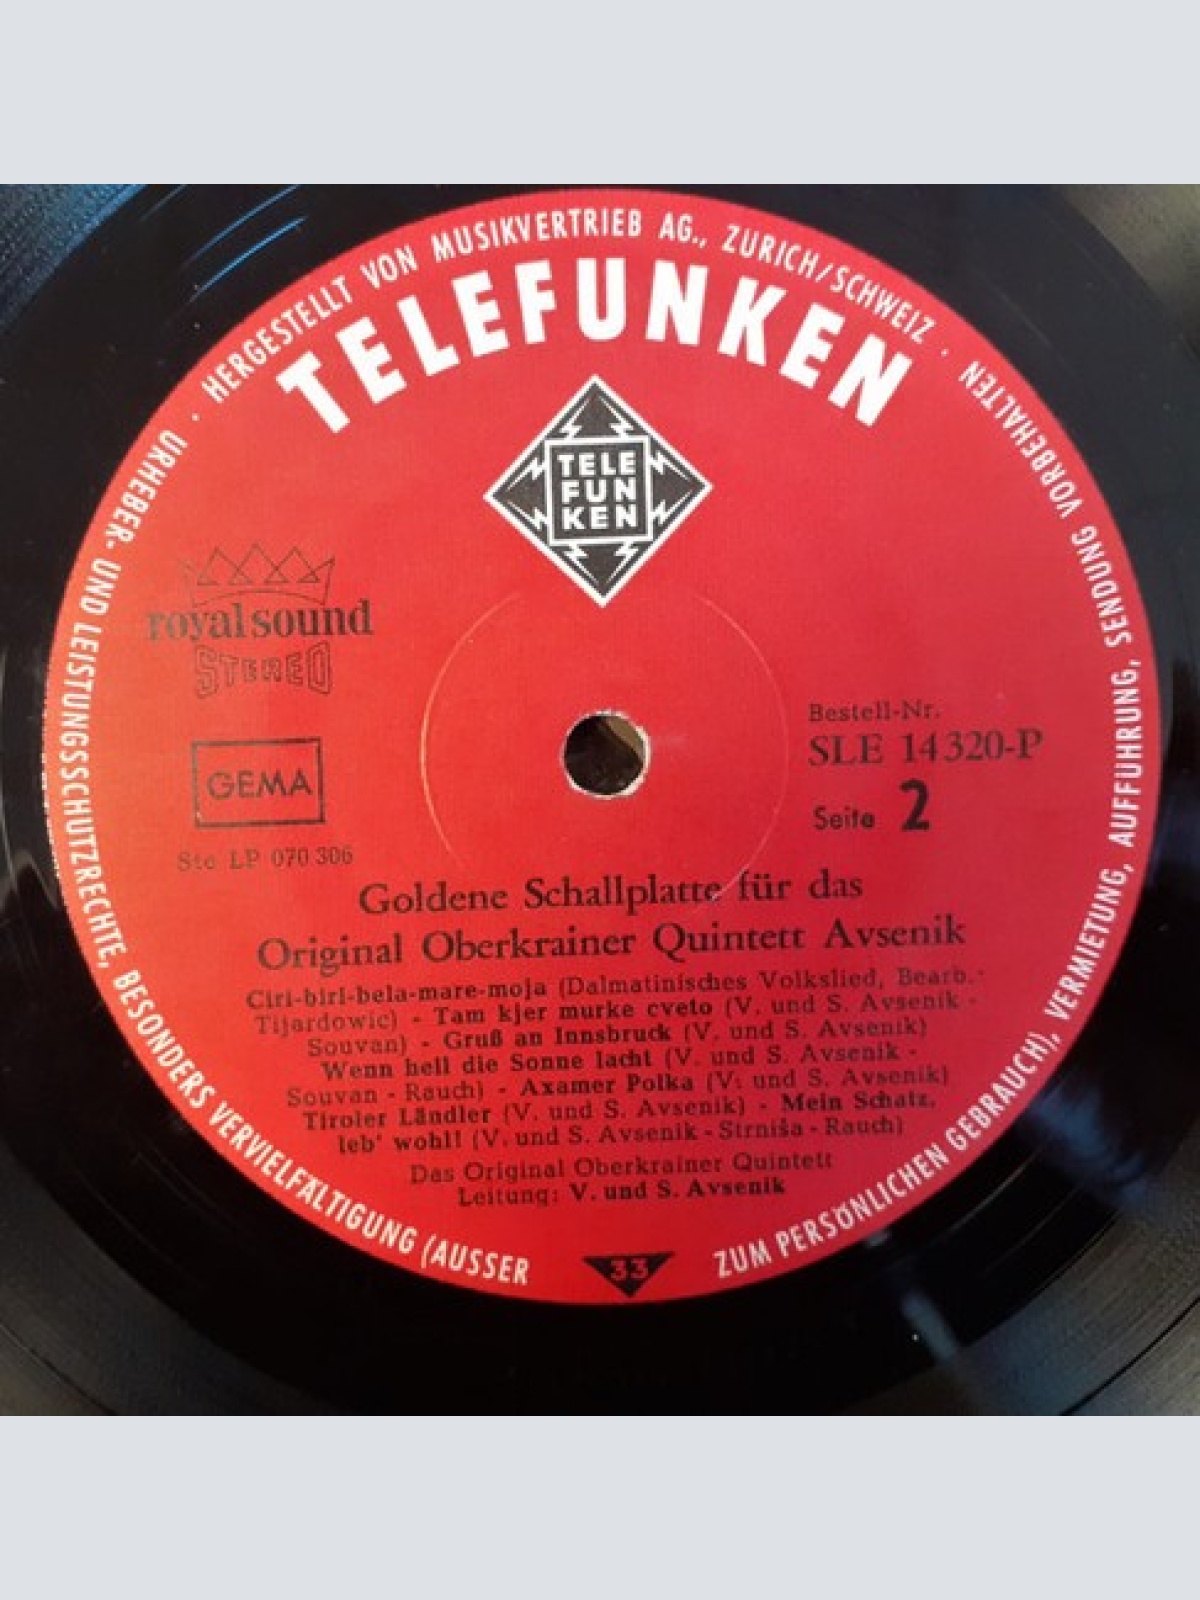 · HERGESTELLT VON MUSIKVERTRIEB AG., ZURICH/SCHWEIZ ·
URHEBER- UND LEISTUNGSSCHUTZRECHTE, BESONDERS VERVIELFÄLTIGUNG (AUSSER
ZUM PERSÖNLICHEN GEBRAUCH), VERMIETUNG, AUFFÜHRUNG, SENDUNG VORBEHALTEN
TELEFUNKEN
TELE
FUN
KEN
royal sound
STEREO
Bestell-Nr.
SLE 14320-P
GEMA
Seite 2
Ste LP 070 306
Goldene Schallplatte für das
Original Oberkrainer Quintett Avsenik
Ciri-biri-bela-mare-moja (Dalmatinisches Volkslied, Bearb.:
Tijardowic) - Tam kjer murke cveto (V. und S. Avsenik -
Souvan) - Gruß an Innsbruck (V. und S. Avsenik)
Wenn hell die Sonne lacht (V. und S. Avsenik -
Souvan - Rauch) - Axamer Polka (V. und S. Avsenik)
Tiroler Ländler (V. und S. Avsenik) - Mein Schatz,
leb' wohl! (V. und S. Avsenik - Strniša - Rauch)
Das Original Oberkrainer Quintett
Leitung: V. und S. Avsenik
33